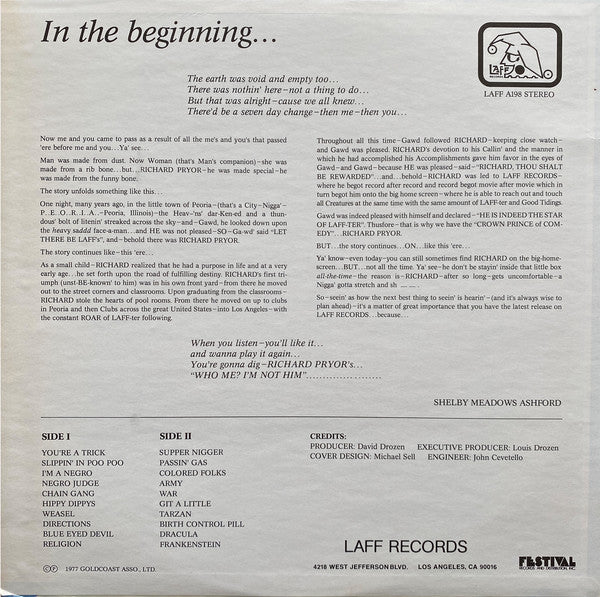 In the beginning...
LAFF
RECORDS
LAFF A198 STEREO
The earth was void and empty too...
There was nothin' here–not a thing to do...
But that was alright–cause we all knew...
There'd be a seven day change–then me–then you...
Now me and you came to pass as a result of all the me's and you's that passed
'ere before me and you...Ya' see...
Man was made from dust. Now Woman (that's Man's companion)–she was
made from a rib bone...but...RICHARD PRYOR–he was made special–he
was made from the funny bone.
The story unfolds something like this...
One night, many years ago, in the little town of Peoria–(that's a City–Nigga'–
P..E..O..R..I..A...–Peoria, Illinois)–the Heav-'ns' dar-Ken-ed and a thun-
dous' bolt of litenin' streaked across the sky–and–Gawd, he looked down upon
the heavy saddd face-a-man...and HE was not pleased–SO–Ga-wd' said "LET
THERE BE LAFF's", and–behold there was RICHARD PRYOR.
The story continues like–this 'ere...
As a small child–RICHARD realized that he had a purpose in life and at a very
early age...he set forth upon the road of fulfilling destiny. RICHARD's first tri-
umph (unst-BE-known' to him) was in his own front yard–from there he moved
out to the street corners and classrooms. Upon graduating from the classrooms–
RICHARD stole the hearts of pool rooms. From there he moved on up to clubs
in Peoria and then Clubs across the great United States–into Los Angeles–with
the constant ROAR of LAFF-ter following.
Throughout all this time–Gawd followed RICHARD–keeping close watch–
and Gawd was pleased. RICHARD's devotion to his Callin' and the manner in
which he had accomplished his Accomplishments gave him favor in the eyes of
Gawd–and Gawd–because HE was pleased–said–"RICHARD, THOU SHALT
BE REWARDED"...and...behold–RICHARD was led to LAFF RECORDS–
where he begot record after record and record begot movie after movie which in
turn begot him onto the big home screen–where he is able to reach out and touch
all Creatures at the same time with the same amount of LAFF-ter and Good Tidings.
Gawd was indeed pleased with himself and declared–"HE IS INDEED THE STAR
OF LAFF-TER". Thusfore–that is why we have the "CROWN PRINCE OF COM-
EDY"...RICHARD PRYOR.
BUT...the story continues...ON...like this 'ere...
Ya' know–even today–you can still sometimes find RICHARD on the big-home-
screen...BUT...not all the time. Ya' see–he don't be stayin' inside that little box
all-the-time–the reason is–RICHARD–after so long–gets uncomfortable–a
Nigga' gotta stretch and sh ... ... .
So–seein' as how the next best thing to seein' is hearin'–(and it's always wise to
plan ahead)–it's a matter of great importance that you have the latest release on
LAFF RECORDS...because...
When you listen–you'll like it...
and wanna play it again...
You're gonna dig–RICHARD PRYOR's...
"WHO ME? I'M NOT HIM"......................
SHELBY MEADOWS ASHFORD
SIDE I
YOU'RE A TRICK
SLIPPIN' IN POO POO
I'M A NEGRO
NEGRO JUDGE
CHAIN GANG
HIPPY DIPPYS
WEASEL
DIRECTIONS
BLUE EYED DEVIL
RELIGION
SIDE II
SUPPER NIGGER
PASSIN' GAS
COLORED FOLKS
ARMY
WAR
GIT A LITTLE
TARZAN
BIRTH CONTROL PILL
DRACULA
FRANKENSTEIN
CREDITS:
PRODUCER: David Drozen EXECUTIVE PRODUCER: Louis Drozen
COVER DESIGN: Michael Sell ENGINEER: John Cevetello
LAFF RECORDS
4218 WEST JEFFERSON BLVD. LOS ANGELES, CA 90016
©℗ 1977 GOLDCOAST ASSO., LTD.
FESTIVAL
RECORDS AND DISTRIBUTION, INC.